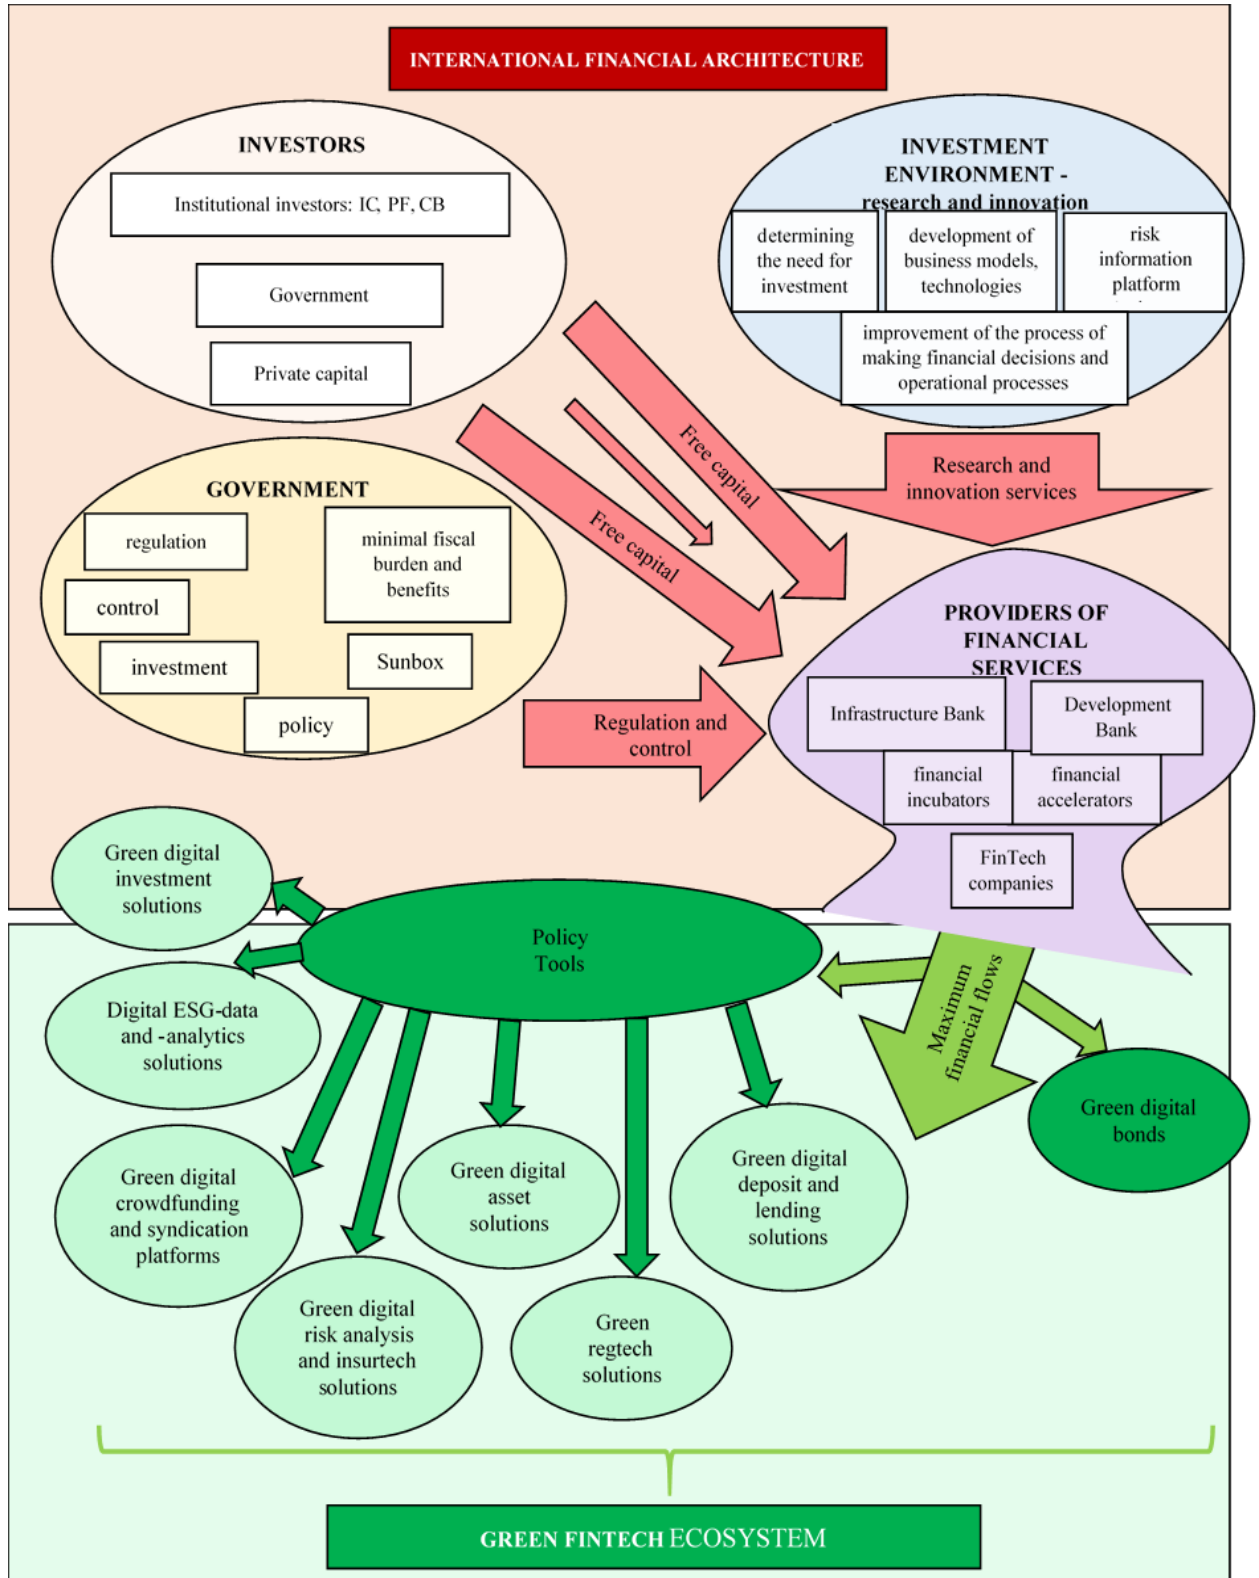 INTERNATIONAL FINANCIAL ARCHITECTURE
INVESTORS
Institutional investors: IC, PF, CB
Government
Private capital
INVESTMENT
ENVIRONMENT -
research and innovation
determining
the need for
investment
development of
business models,
technologies
risk
information
platform
improvement of the process of
making financial decisions and
operational processes
Free capital
Free capital
Research and
innovation services
GOVERNMENT
regulation
minimal fiscal
burden and
benefits
control
investment
Sunbox
policy
Regulation and
control
PROVIDERS OF
FINANCIAL
SERVICES
Infrastructure Bank
Development
Bank
financial
incubators
financial
accelerators
FinTech
companies
Green digital
investment
solutions
Policy
Tools
Maximum
financial flows
Digital ESG-data
and -analytics
solutions
Green digital
bonds
Green digital
crowdfunding
and syndication
platforms
Green digital
asset
solutions
Green digital
deposit and
lending
solutions
Green digital
risk analysis
and insurtech
solutions
Green
regtech
solutions
GREEN FINTECH ECOSYSTEM